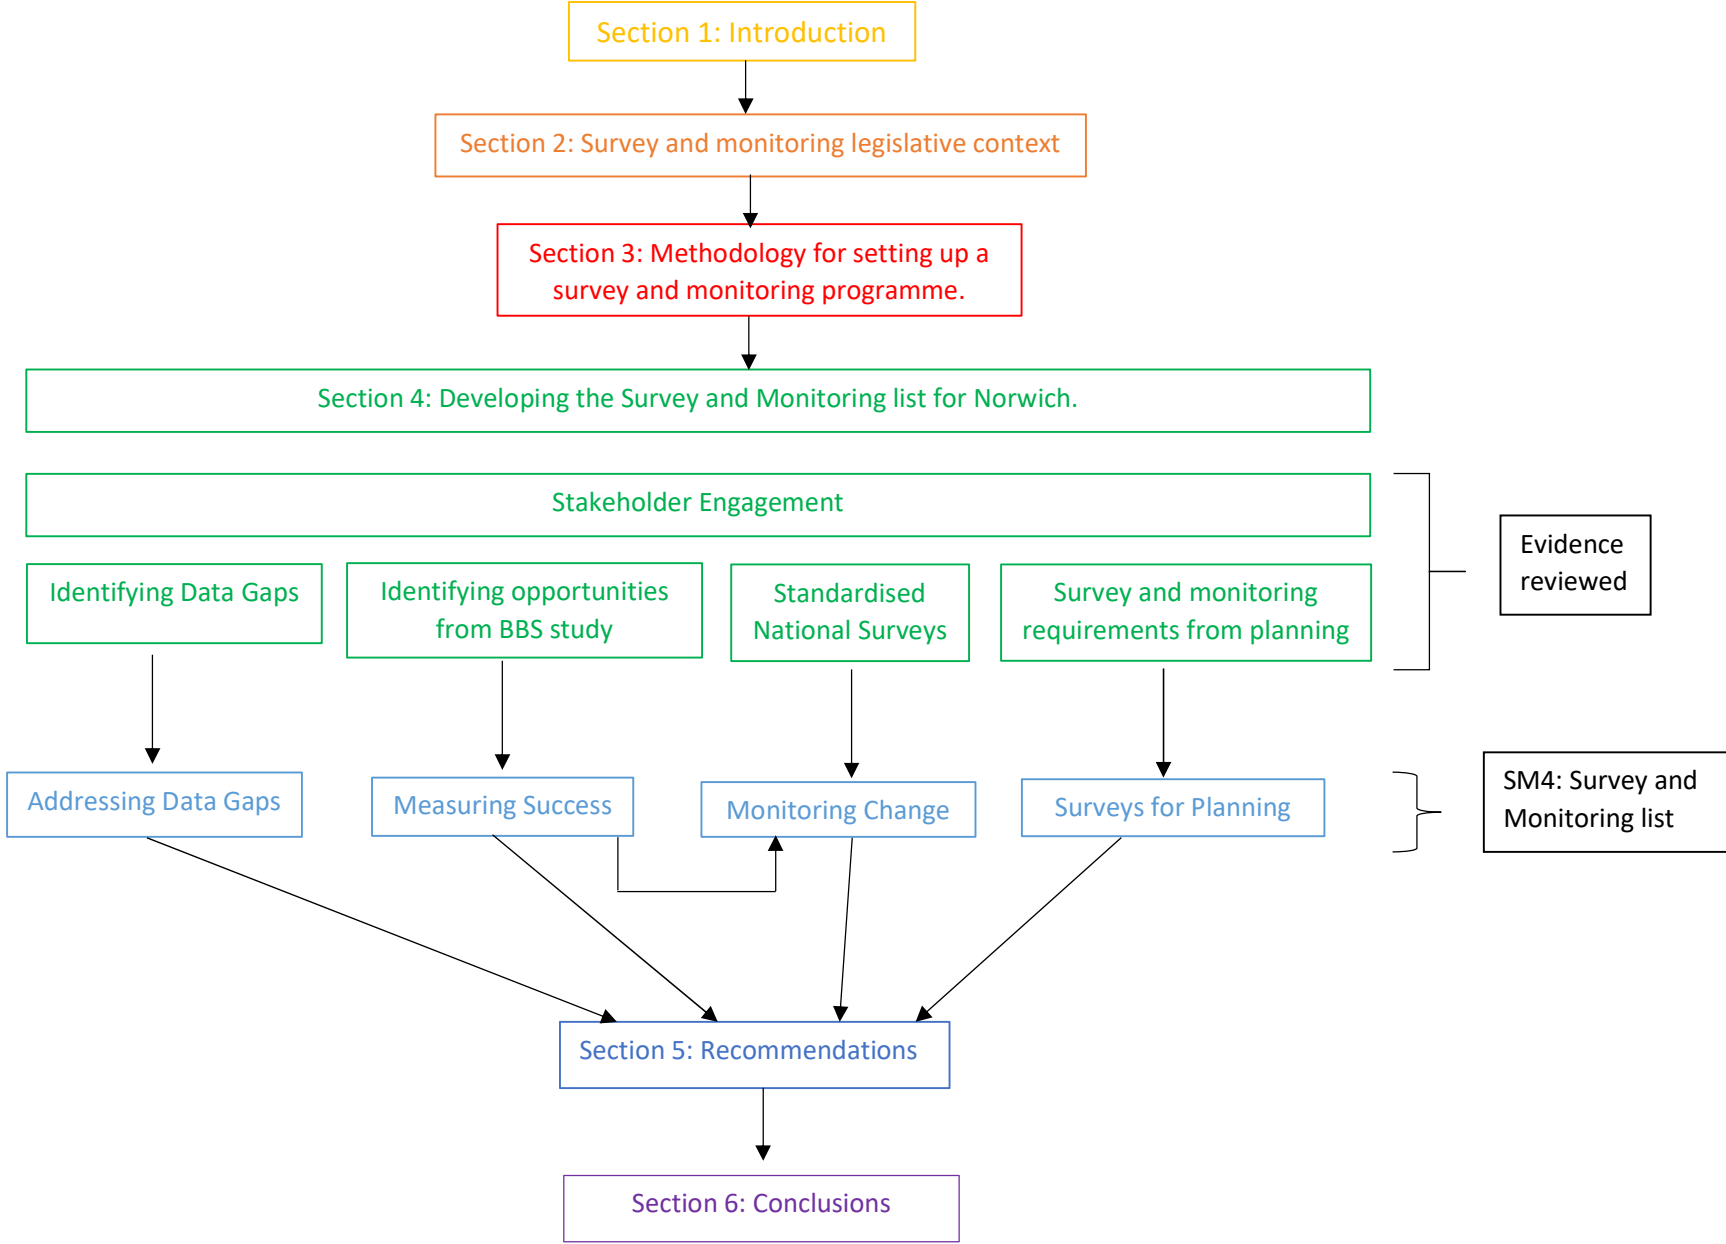 Section 1: Introduction
Section 2: Survey and monitoring legislative context
Section 3: Methodology for setting up a
survey and monitoring programme.
Section 4: Developing the Survey and Monitoring list for Norwich.
Stakeholder Engagement
Evidence
reviewed
Identifying Data Gaps
Identifying opportunities
from BBS study
Standardised
National Surveys
Survey and monitoring
requirements from planning
Addressing Data Gaps
Measuring Success
Monitoring Change
Surveys for Planning
SM4: Survey and
Monitoring list
Section 5: Recommendations
Section 6: Conclusions